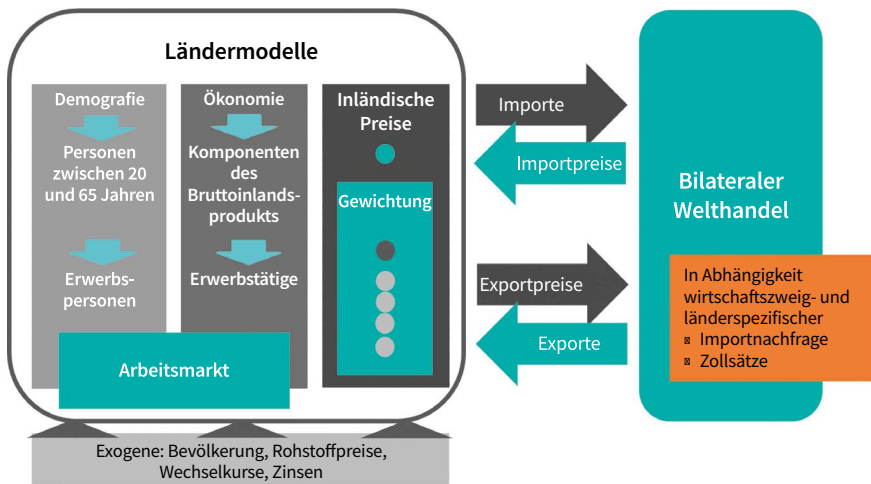 Ländermodelle
Demografie
Personen
zwischen 20
und 65 Jahren
Erwerbs-
personen
Ökonomie
Komponenten
des
Bruttoinlands-
produkts
Erwerbstätige
Arbeitsmarkt
Inländische
Preise
Gewichtung
Exogene: Bevölkerung, Rohstoffpreise,
Wechselkurse, Zinsen
Importe
Importpreise
Exportpreise
Exporte
Bilateraler
Welthandel
In Abhängigkeit
wirtschaftszweig- und
länderspezifischer
Importnachfrage
Zollsätze